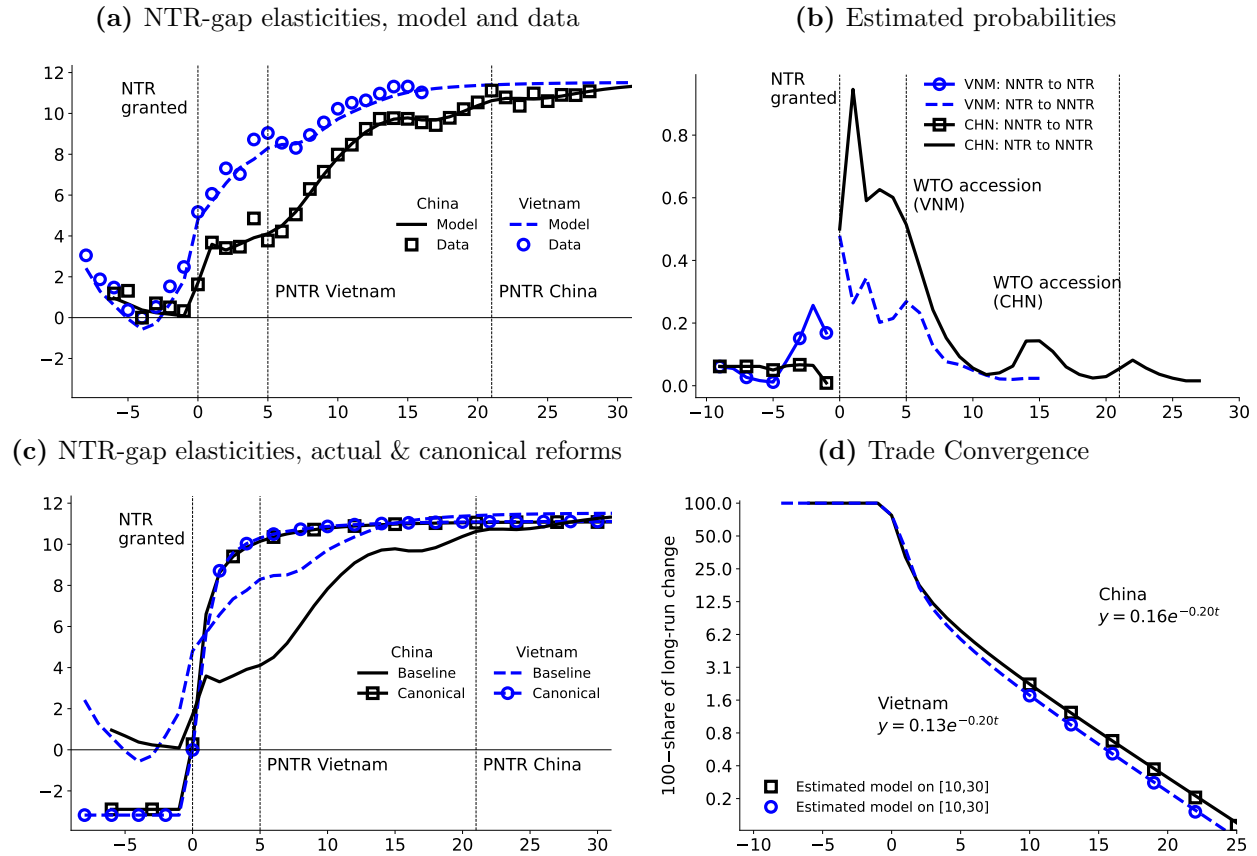 (a) NTR-gap elasticities, model and data
NTR
granted
12
10
8
6
4
2
0
−2
China
Model
Data
Vietnam
Model
Data
PNTR Vietnam
PNTR China
−5 0 5 10 15 20 25 30
(b) Estimated probabilities
NTR
granted
VNM: NNTR to NTR
VNM: NTR to NNTR
CHN: NNTR to NTR
CHN: NTR to NNTR
0.8
0.6
0.4
0.2
0.0
WTO accession
(VNM)
WTO accession
(CHN)
−10 −5 0 5 10 15 20 25 30
(c) NTR-gap elasticities, actual & canonical reforms
NTR
granted
12
10
8
6
4
2
0
−2
China
Baseline
Canonical
Vietnam
Baseline
Canonical
PNTR Vietnam
PNTR China
−5 0 5 10 15 20 25 30
(d) Trade Convergence
100−share of long-run change
100.0
50.0
25.0
12.5
6.2
3.1
1.6
0.8
0.4
0.2
China
y = 0.16e^{−0.20t}
Vietnam
y = 0.13e^{−0.20t}
Estimated model on [10,30]
Estimated model on [10,30]
−10 −5 0 5 10 15 20 25